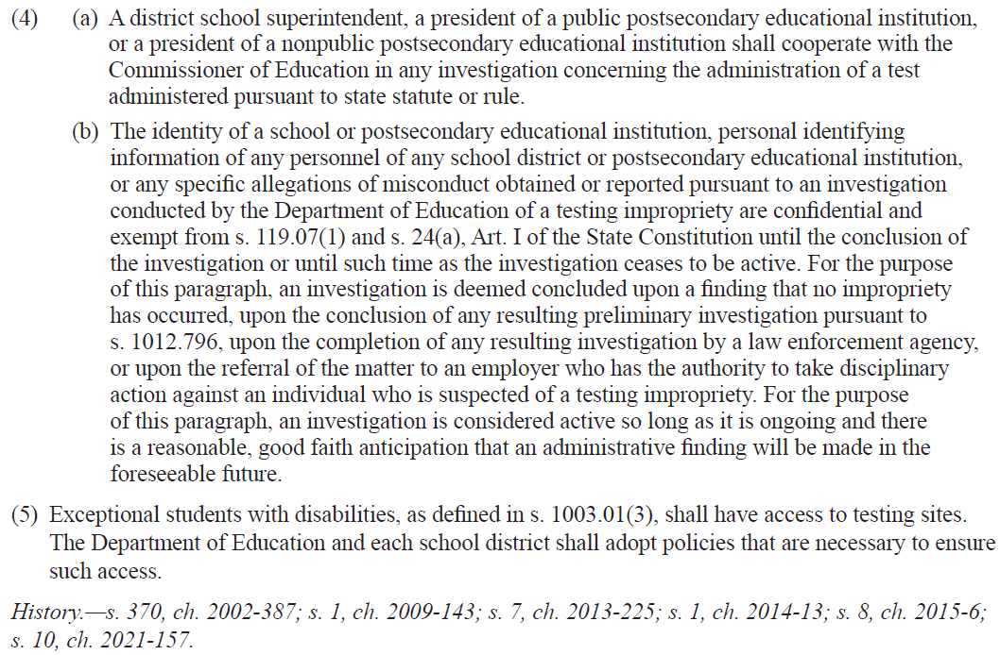 (4) (a) A district school superintendent, a president of a public postsecondary educational institution,
or a president of a nonpublic postsecondary educational institution shall cooperate with the
Commissioner of Education in any investigation concerning the administration of a test
administered pursuant to state statute or rule.
(b) The identity of a school or postsecondary educational institution, personal identifying
information of any personnel of any school district or postsecondary educational institution,
or any specific allegations of misconduct obtained or reported pursuant to an investigation
conducted by the Department of Education of a testing impropriety are confidential and
exempt from s. 119.07(1) and s. 24(a), Art. I of the State Constitution until the conclusion of
the investigation or until such time as the investigation ceases to be active. For the purpose
of this paragraph, an investigation is deemed concluded upon a finding that no impropriety
has occurred, upon the conclusion of any resulting preliminary investigation pursuant to
s. 1012.796, upon the completion of any resulting investigation by a law enforcement agency,
or upon the referral of the matter to an employer who has the authority to take disciplinary
action against an individual who is suspected of a testing impropriety. For the purpose
of this paragraph, an investigation is considered active so long as it is ongoing and there
is a reasonable, good faith anticipation that an administrative finding will be made in the
foreseeable future.
(5) Exceptional students with disabilities, as defined in s. 1003.01(3), shall have access to testing sites.
The Department of Education and each school district shall adopt policies that are necessary to ensure
such access.
History.—s. 370, ch. 2002-387; s. 1, ch. 2009-143; s. 7, ch. 2013-225; s. 1, ch. 2014-13; s. 8, ch. 2015-6;
s. 10, ch. 2021-157.